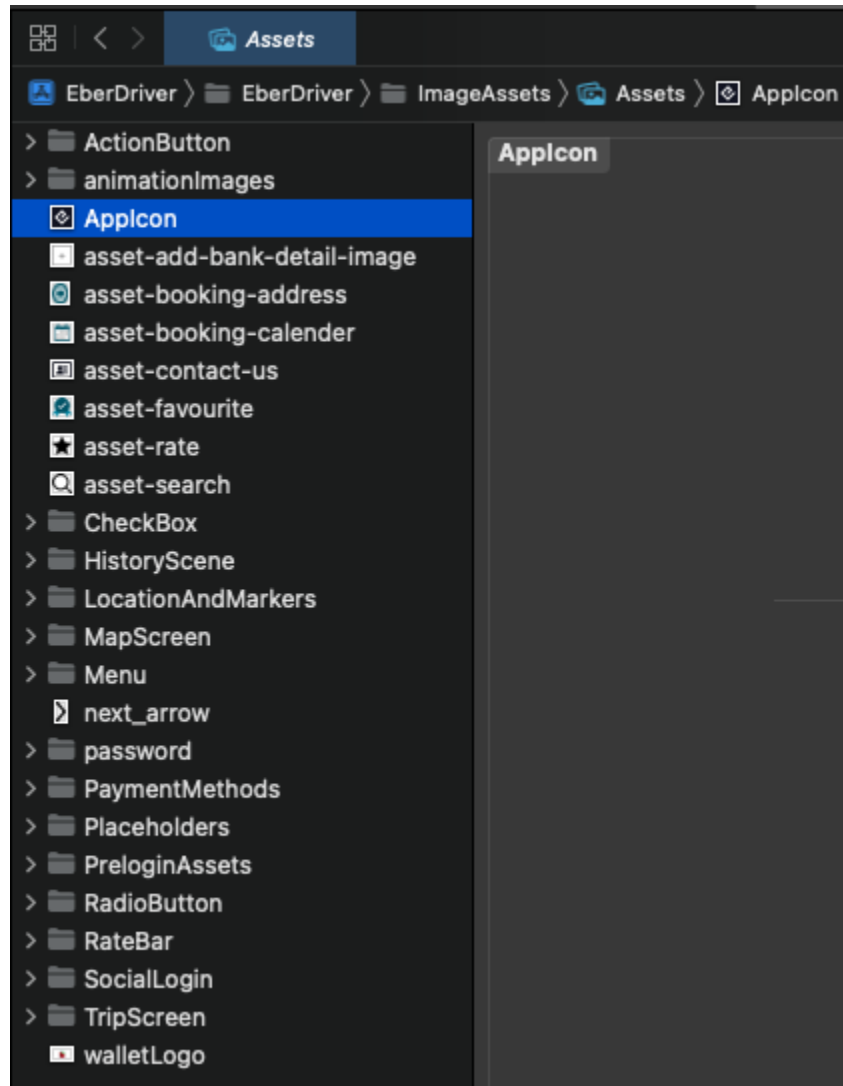 Assets
EberDriver 〉 EberDriver 〉 ImageAssets 〉 Assets 〉 AppIcon
ActionButton
animationImages
AppIcon
asset-add-bank-detail-image
asset-booking-address
asset-booking-calender
asset-contact-us
asset-favourite
asset-rate
asset-search
CheckBox
HistoryScene
LocationAndMarkers
MapScreen
Menu
next_arrow
password
PaymentMethods
Placeholders
PreloginAssets
RadioButton
RateBar
SocialLogin
TripScreen
walletLogo
AppIcon